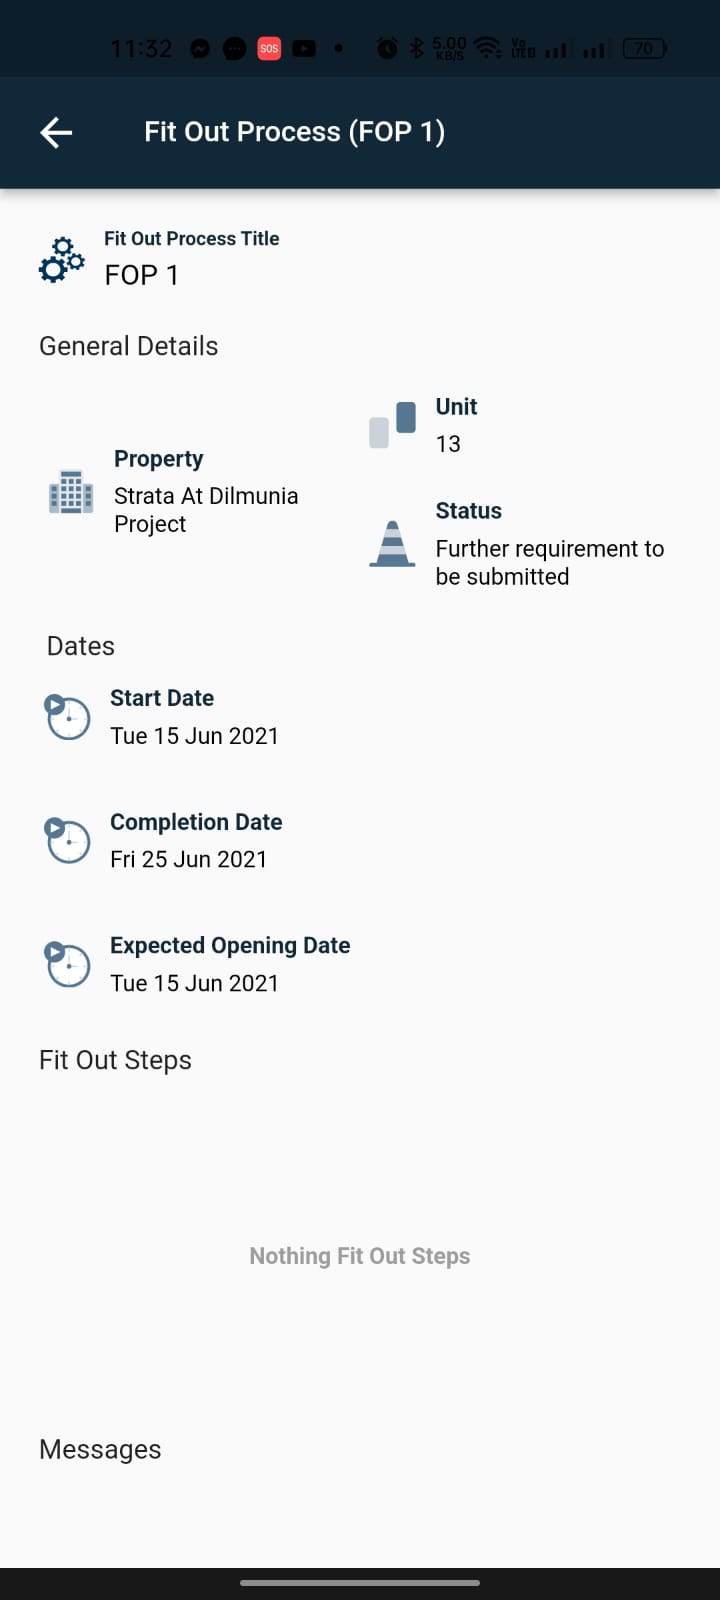 11:32
SOS
5.00
KB/S
Vo
LTE
70
Fit Out Process (FOP 1)
Fit Out Process Title
FOP 1
General Details
Property
Strata At Dilmunia
Project
Unit
13
Status
Further requirement to
be submitted
Dates
Start Date
Tue 15 Jun 2021
Completion Date
Fri 25 Jun 2021
Expected Opening Date
Tue 15 Jun 2021
Fit Out Steps
Nothing Fit Out Steps
Messages